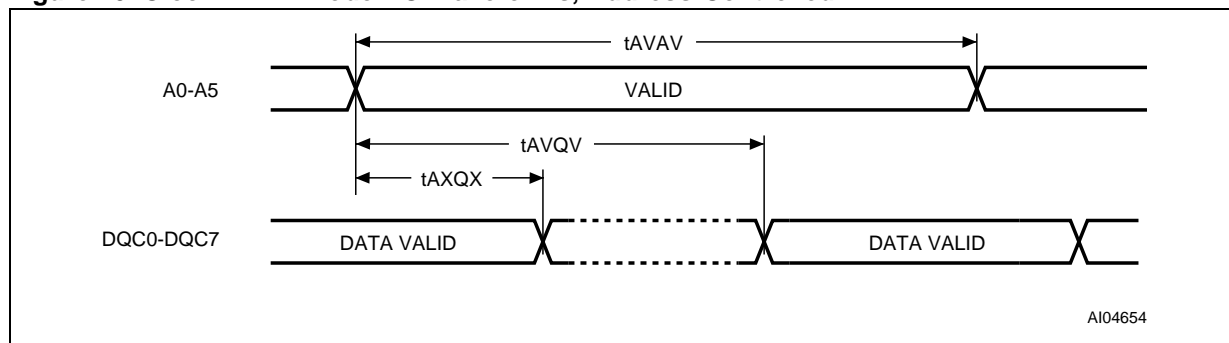 tAVAV
A0-A5
VALID
tAVQV
tAXQX
DQC0-DQC7
DATA VALID
DATA VALID
AI04654